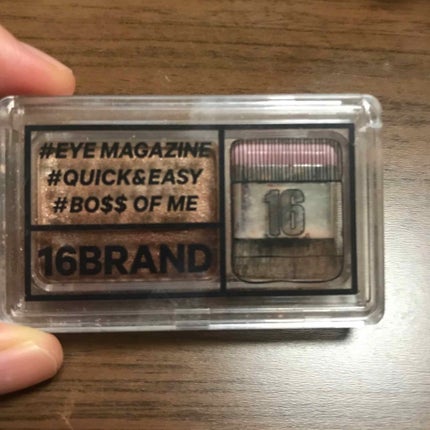 #EYE MAGAZINE
#QUICK&EASY
#BO$$ OF ME
16BRAND
16